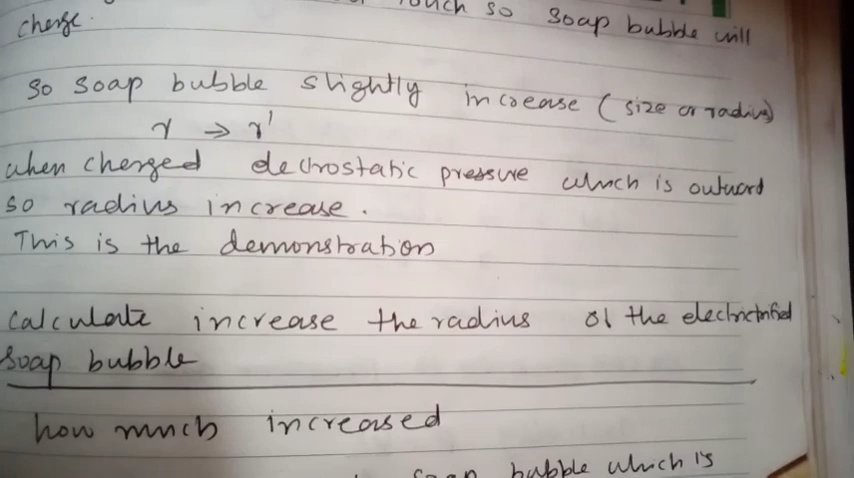 touch so soap bubble will
charge.
so soap bubble slightly increase (size or radius)
r → r'
when charged electrostatic pressure which is outward
so radius increase.
This is the demonstration
calculate increase the radius of the electrictrified
soap bubble
how much increased
soap bubble which is